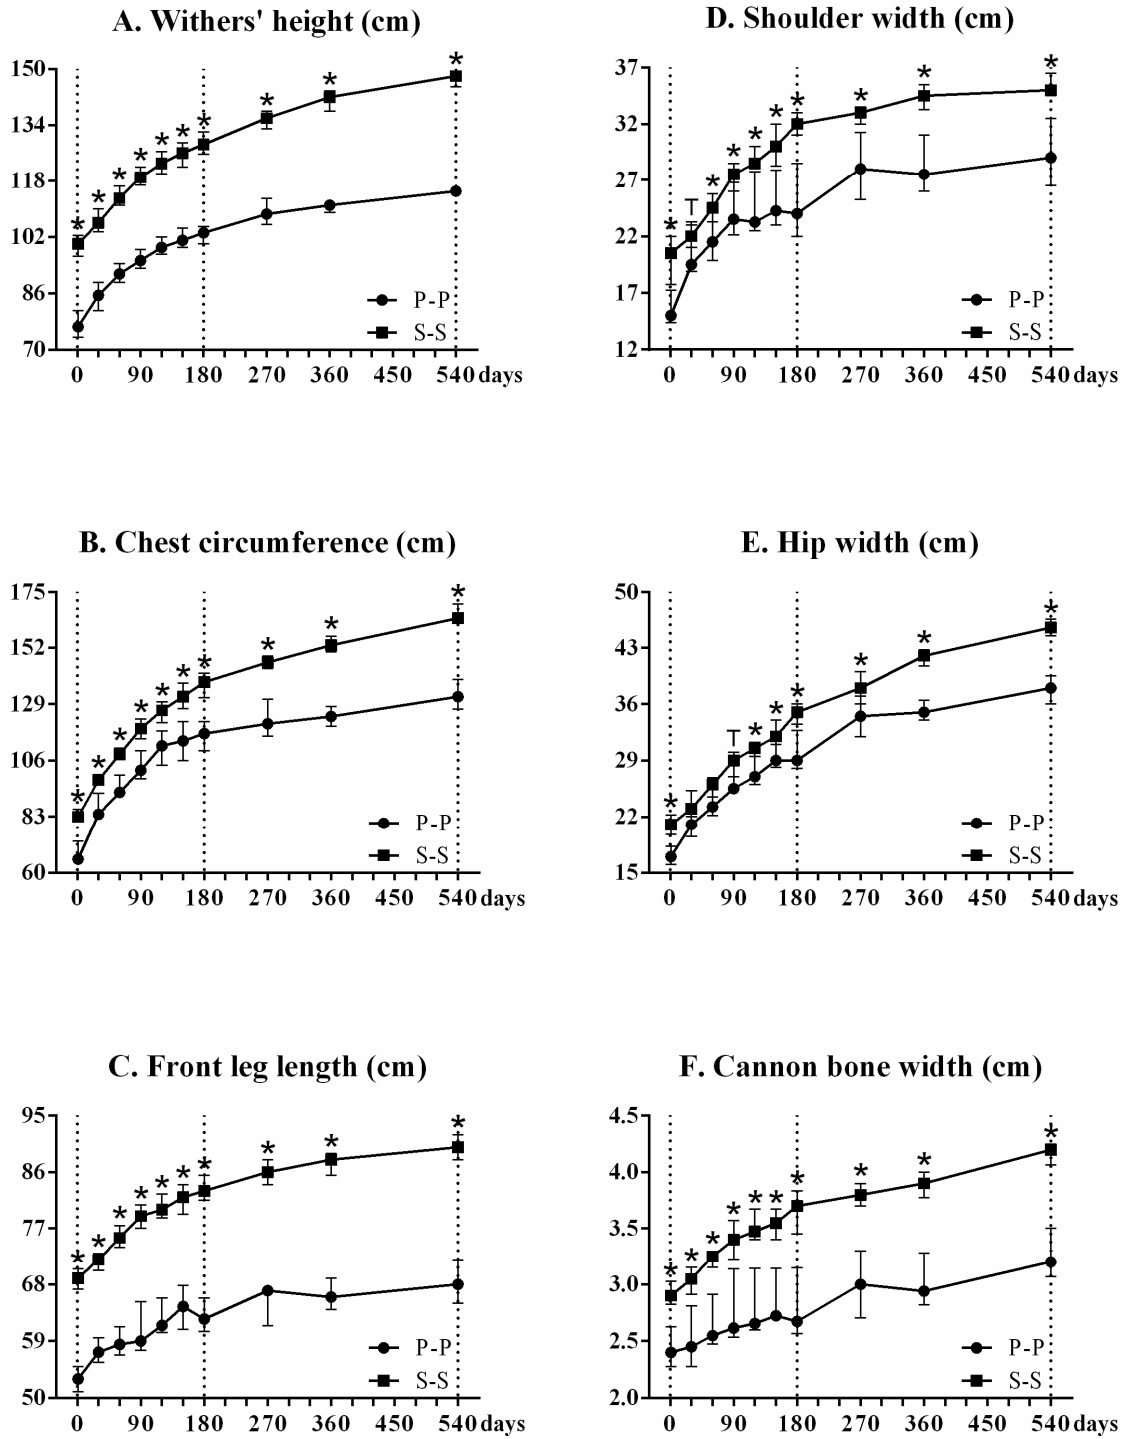 A. Withers' height (cm)
150
134
118
102
86
70
* * * * * * * * * *
P-P
S-S
0 90 180 270 360 450 540 days
D. Shoulder width (cm)
37
32
27
22
17
12
* T * * * * * * * *
P-P
S-S
0 90 180 270 360 450 540 days
B. Chest circumference (cm)
175
152
129
106
83
60
* * * * * * * * * *
P-P
S-S
0 90 180 270 360 450 540 days
E. Hip width (cm)
50
43
36
29
22
15
* T * * * * * *
P-P
S-S
0 90 180 270 360 450 540 days
C. Front leg length (cm)
95
86
77
68
59
50
* * * * * * * * * *
P-P
S-S
0 90 180 270 360 450 540 days
F. Cannon bone width (cm)
4.5
4.0
3.5
3.0
2.5
2.0
* * * * * * * * * *
P-P
S-S
0 90 180 270 360 450 540 days